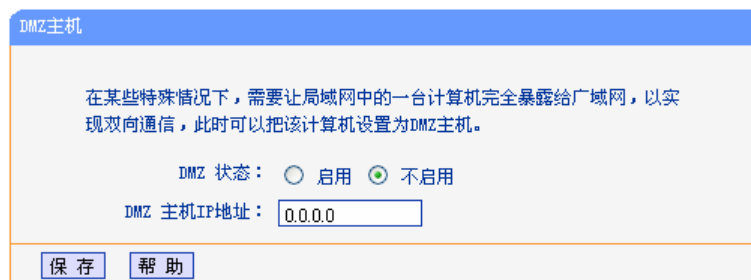 DMZ主机
在某些特殊情况下，需要让局域网中的一台计算机完全暴露给广域网，以实
现双向通信，此时可以把该计算机设置为DMZ主机。
DMZ 状态： 启用 不启用
DMZ 主机IP地址： 0.0.0.0
保 存 帮 助